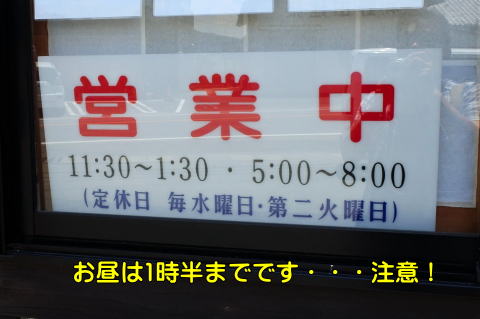 営業中
11:30～1:30・5:00～8:00
(定休日 毎水曜日・第二火曜日)
お昼は1時半までです・・・注意！